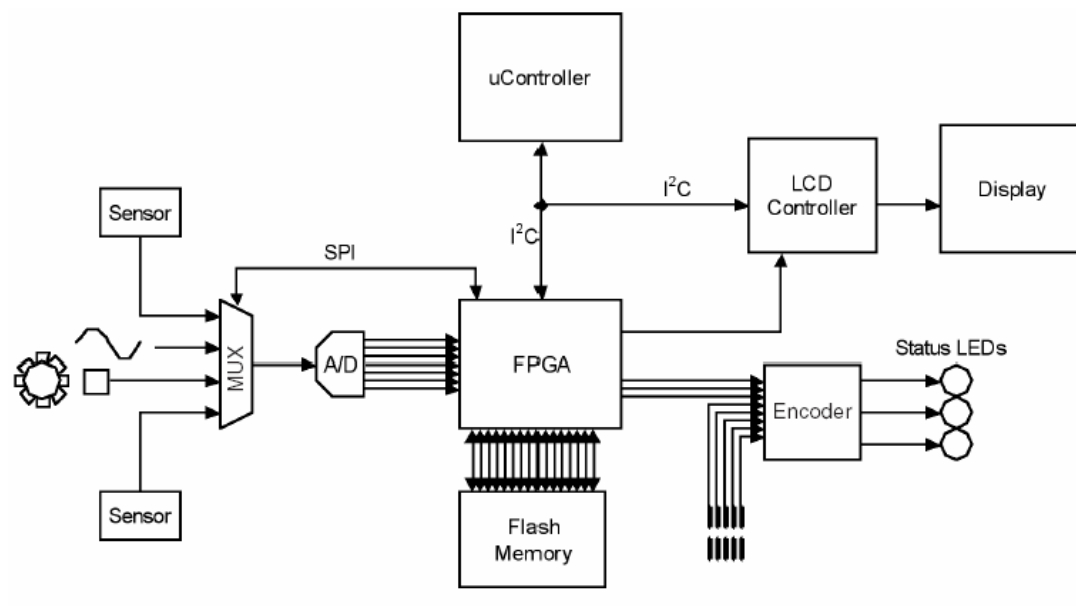 uController
LCD
Controller
Display
I²C
I²C
Sensor
SPI
MUX
A/D
FPGA
Status LEDs
Encoder
Sensor
Flash
Memory